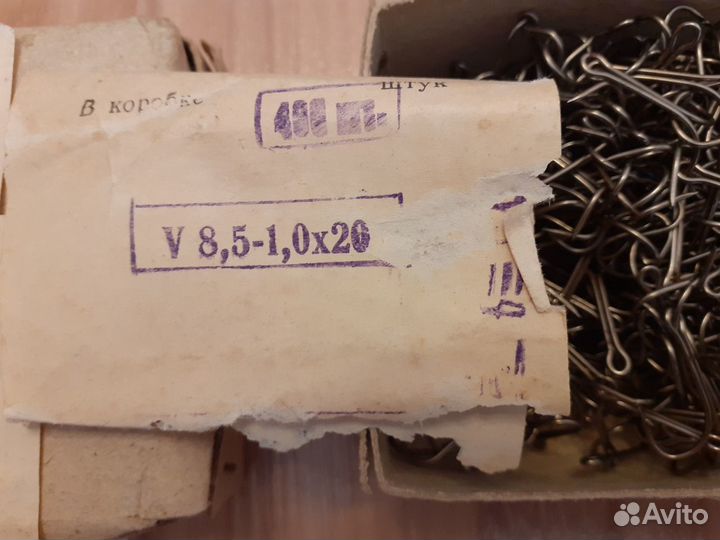 В коробке
штук
400 шт.
V 8,5-1,0х20
Avito